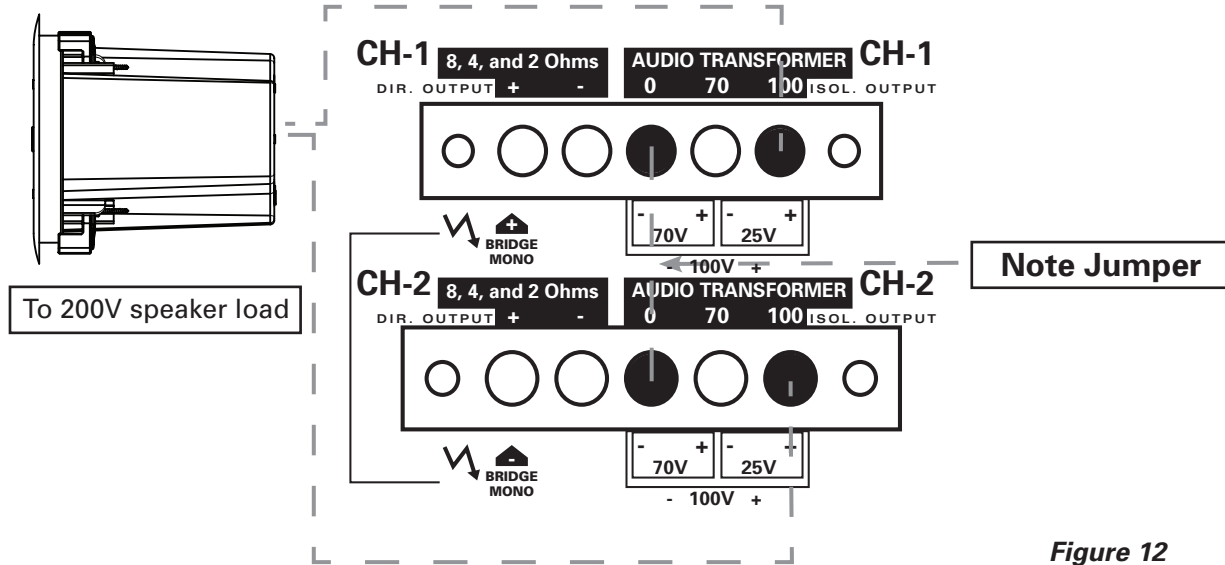 CH-1 8, 4, and 2 Ohms AUDIO TRANSFORMER CH-1
DIR. OUTPUT + - 0 70 100 ISOL. OUTPUT
- + - +
70V 25V
- 100V +
+
BRIDGE
MONO
Note Jumper
To 200V speaker load
CH-2 8, 4, and 2 Ohms AUDIO TRANSFORMER CH-2
DIR. OUTPUT + - 0 70 100 ISOL. OUTPUT
- + - +
70V 25V
- 100V +
-
BRIDGE
MONO
Figure 12